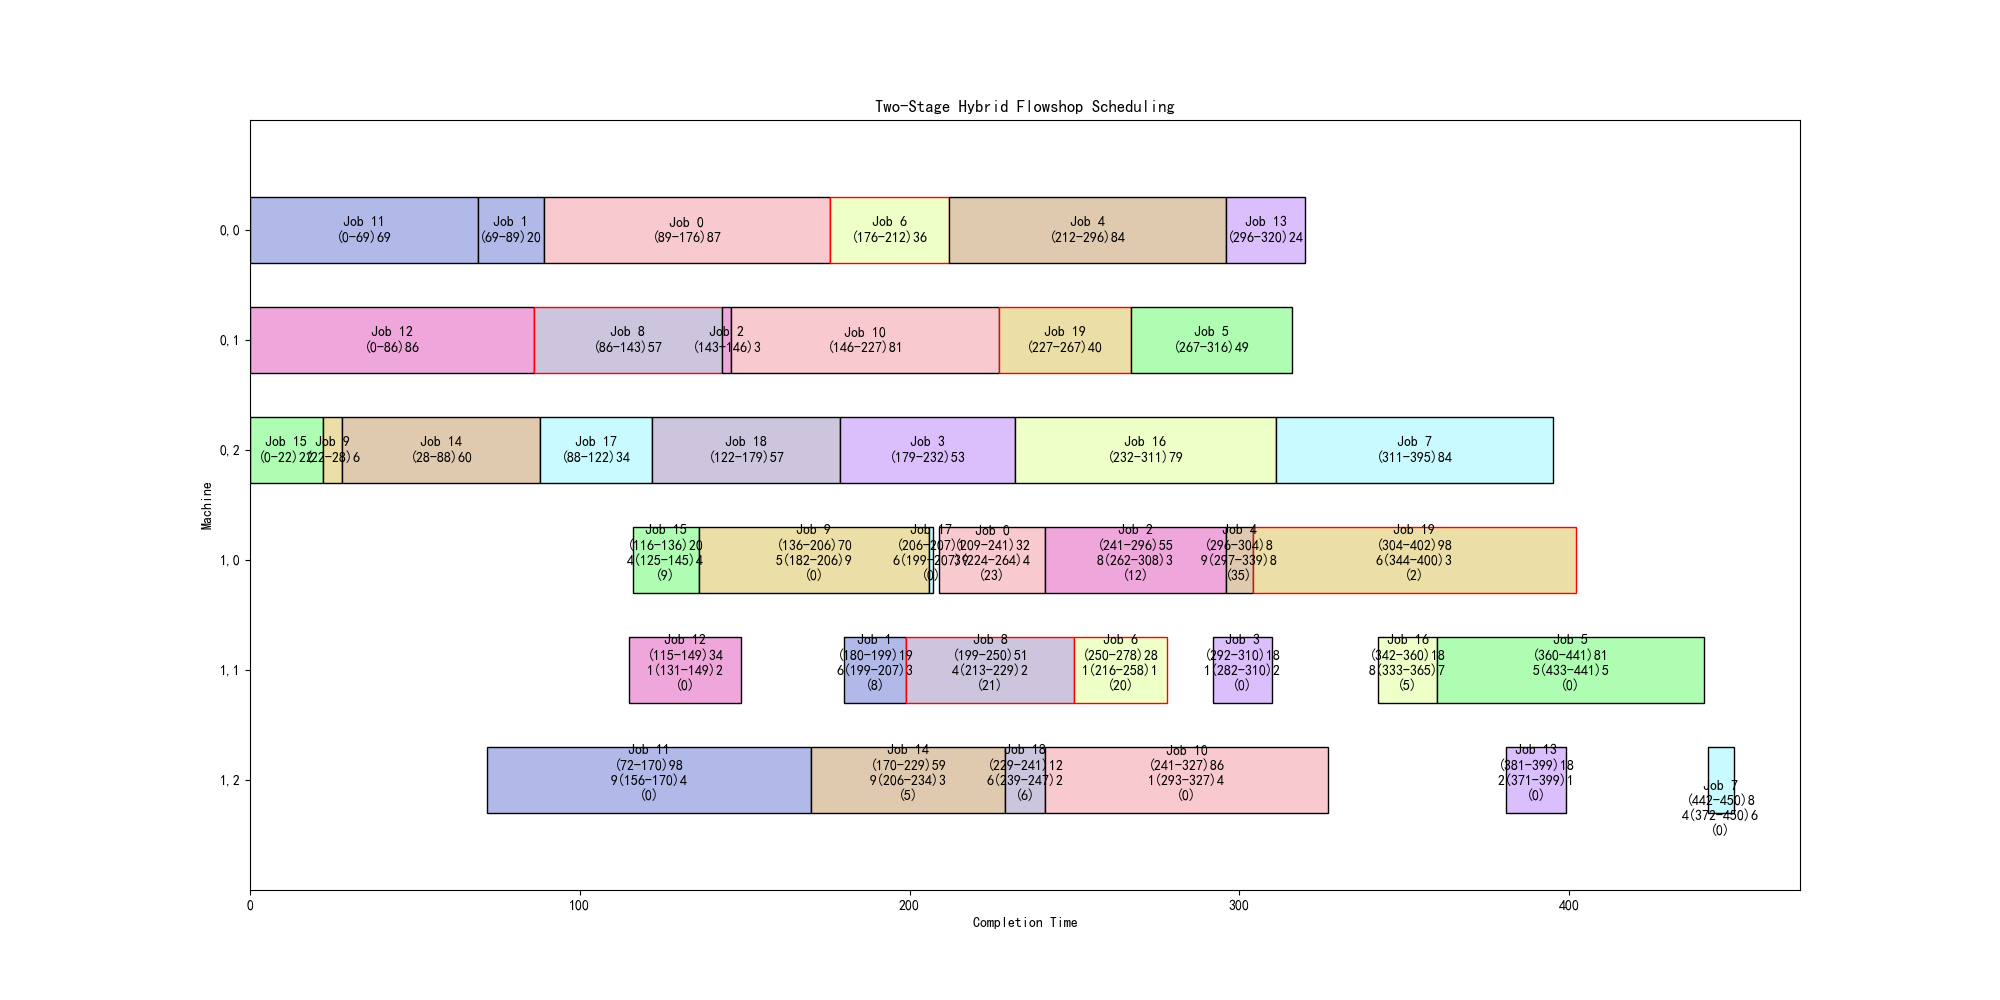 Two-Stage Hybrid Flowshop Scheduling
Machine
0,0
Job 11
(0-69)69
Job 1
(69-89)20
Job 0
(89-176)87
Job 6
(176-212)36
Job 4
(212-296)84
Job 13
(296-320)24
0,1
Job 12
(0-86)86
Job 8
(86-143)57
Job 2
(143-146)3
Job 10
(146-227)81
Job 19
(227-267)40
Job 5
(267-316)49
0,2
Job 15
(0-22)22
Job 9
(22-28)6
Job 14
(28-88)60
Job 17
(88-122)34
Job 18
(122-179)57
Job 3
(179-232)53
Job 16
(232-311)79
Job 7
(311-395)84
1,0
Job 15
(116-136)20
4(125-145)4
(9)
Job 9
(136-206)70
5(182-206)9
(0)
Job 17
(206-207)1
6(199-207)
(0)
Job 0
(209-241)32
(224-264)4
(23)
Job 2
(241-296)55
8(262-308)3
(12)
Job 4
(296-304)8
9(297-339)8
(35)
Job 19
(304-402)98
6(344-400)3
(2)
1,1
Job 12
(115-149)34
1(131-149)2
(0)
Job 1
(180-199)19
6(199-207)3
(8)
Job 8
(199-250)51
4(213-229)2
(21)
Job 6
(250-278)28
1(216-258)1
(20)
Job 3
(292-310)18
1(282-310)2
(0)
Job 16
(342-360)18
8(333-365)7
(5)
Job 5
(360-441)81
5(433-441)5
(0)
1,2
Job 11
(72-170)98
9(156-170)4
(0)
Job 14
(170-229)59
9(206-234)3
(5)
Job 18
(229-241)12
6(239-247)2
(6)
Job 10
(241-327)86
1(293-327)4
(0)
Job 13
(381-399)18
2(371-399)1
(0)
Job 7
(442-450)8
4(372-450)6
(0)
0
100
200
300
400
Completion Time